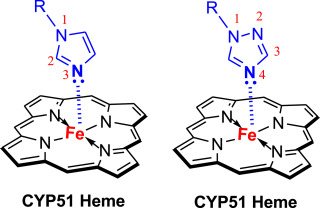 R R
1 1 2
N N N
2 3
3 N N 4
N N N N
Fe Fe
N N N N
CYP51 Heme CYP51 Heme